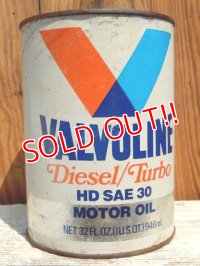 SOLD OUT!!
VALVOLINE
Diesel/Turbo
HD SAE 30
MOTOR OIL
NET 32 FL OZ (1 U.S. QT) 946ml